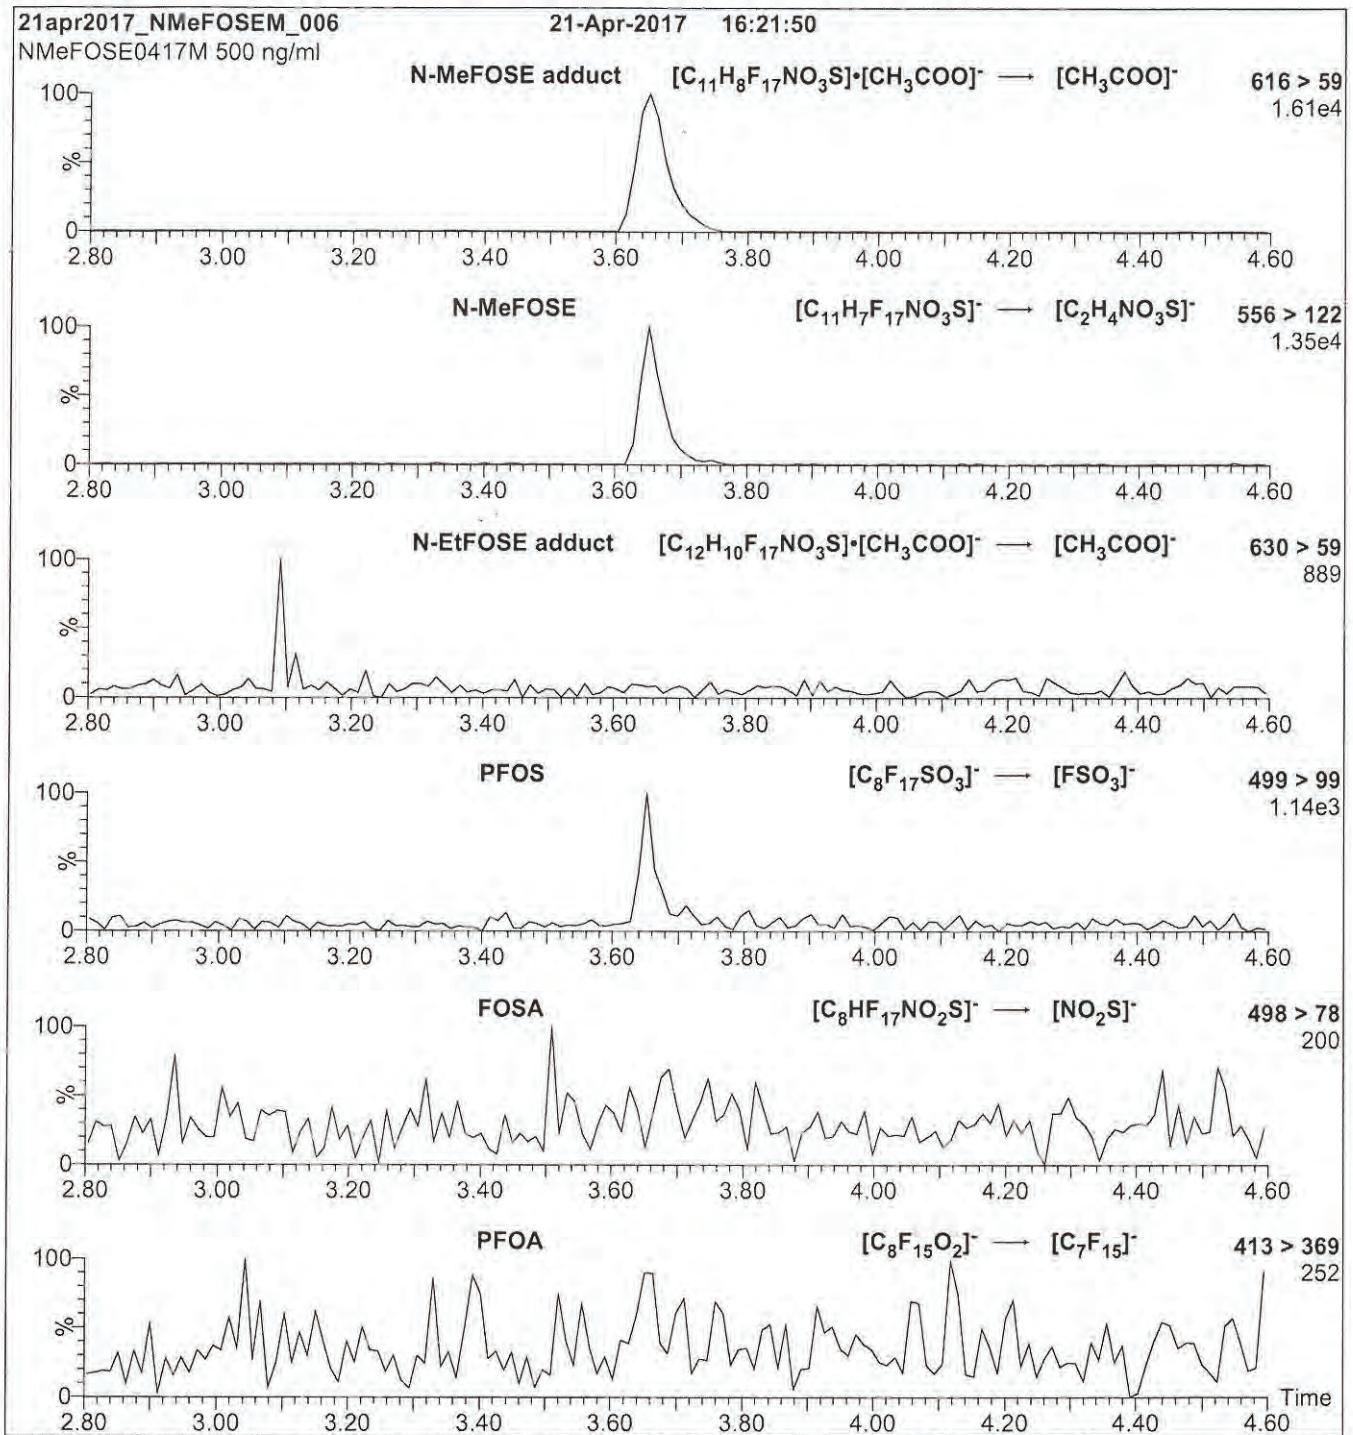 21apr2017_NMeFOSEM_006 21-Apr-2017 16:21:50
NMeFOSE0417M 500 ng/ml
N-MeFOSE adduct [C₁₁H₈F₁₇NO₃S]•[CH₃COO]⁻ → [CH₃COO]⁻ 616 > 59
1.61e4
100
%
0
2.80 3.00 3.20 3.40 3.60 3.80 4.00 4.20 4.40 4.60
N-MeFOSE [C₁₁H₇F₁₇NO₃S]⁻ → [C₂H₄NO₃S]⁻ 556 > 122
1.35e4
100
%
0
2.80 3.00 3.20 3.40 3.60 3.80 4.00 4.20 4.40 4.60
N-EtFOSE adduct [C₁₂H₁₀F₁₇NO₃S]•[CH₃COO]⁻ → [CH₃COO]⁻ 630 > 59
889
100
%
0
2.80 3.00 3.20 3.40 3.60 3.80 4.00 4.20 4.40 4.60
PFOS [C₈F₁₇SO₃]⁻ → [FSO₃]⁻ 499 > 99
1.14e3
100
%
0
2.80 3.00 3.20 3.40 3.60 3.80 4.00 4.20 4.40 4.60
FOSA [C₈HF₁₇NO₂S]⁻ → [NO₂S]⁻ 498 > 78
200
100
%
0
2.80 3.00 3.20 3.40 3.60 3.80 4.00 4.20 4.40 4.60
PFOA [C₈F₁₅O₂]⁻ → [C₇F₁₅]⁻ 413 > 369
252
100
%
0
Time
2.80 3.00 3.20 3.40 3.60 3.80 4.00 4.20 4.40 4.60